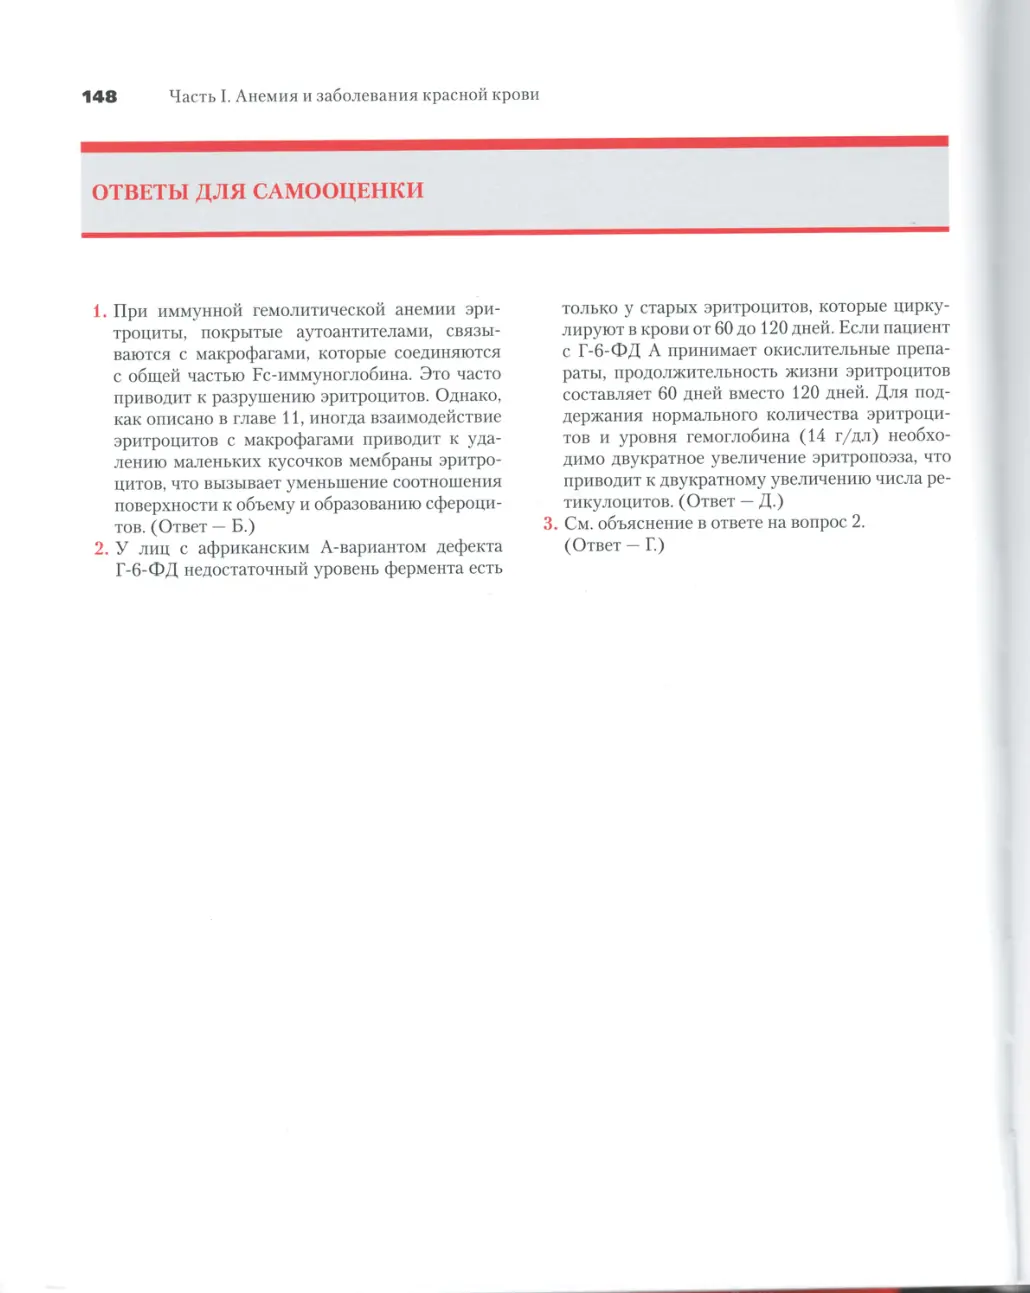 148 Часть I. Анемия и заболевания красной крови
ОТВЕТЫ ДЛЯ САМООЦЕНКИ
1. При иммунной гемолитической анемии эри-
троциты, покрытые аутоантителами, связы-
ваются с макрофагами, которые соединяются
с общей частью Fc-иммуноглобина. Это часто
приводит к разрушению эритроцитов. Однако,
как описано в главе 11, иногда взаимодействие
эритроцитов с макрофагами приводит к уда-
лению маленьких кусочков мембраны эритро-
цитов, что вызывает уменьшение соотношения
поверхности к объему и образованию сфероци-
тов. (Ответ — Б.)
2. У лиц с африканским А-вариантом дефекта
Г-6-ФД недостаточный уровень фермента есть
только у старых эритроцитов, которые цирку-
лируют в крови от 60 до 120 дней. Если пациент
с Г-6-ФД А принимает окислительные препа-
раты, продолжительность жизни эритроцитов
составляет 60 дней вместо 120 дней. Для под-
держания нормального количества эритроци-
тов и уровня гемоглобина (14 г/дл) необхо-
димо двукратное увеличение эритропоэза, что
приводит к двукратному увеличению числа ре-
тикулоцитов. (Ответ — Д.)
3. См. объяснение в ответе на вопрос 2.
(Ответ — Г.)